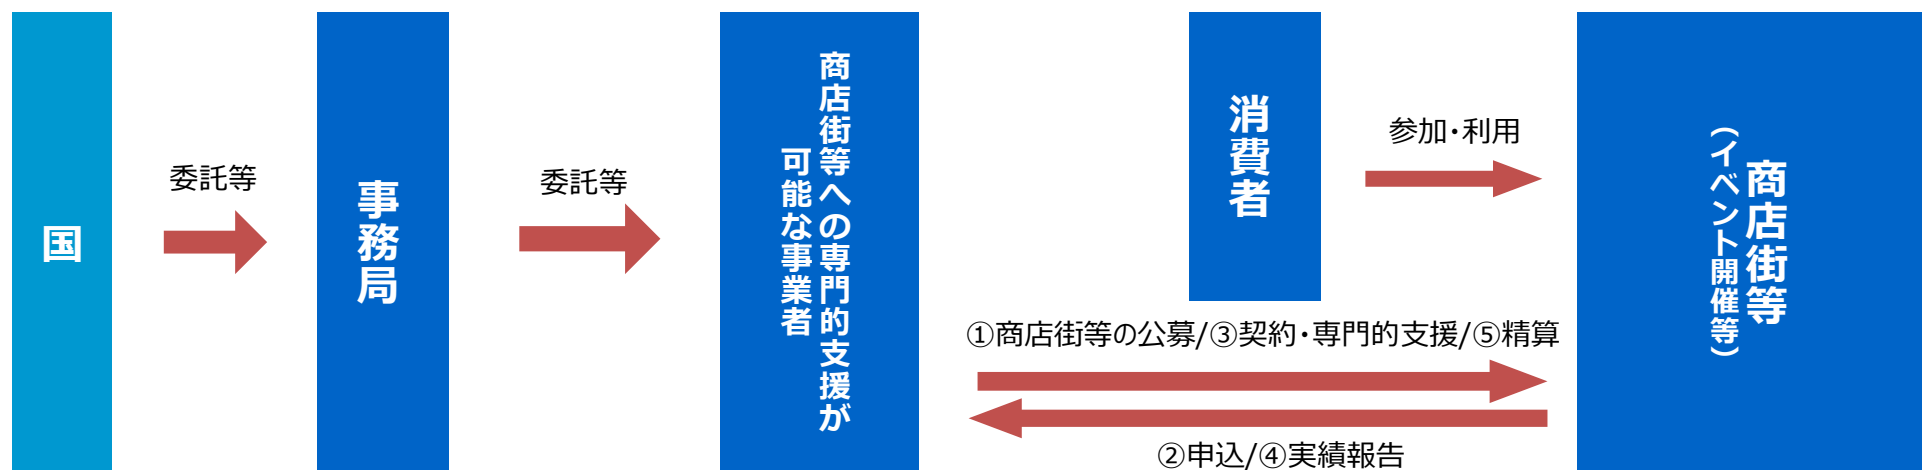 国
委託等
事務局
委託等
商店街等への専門的支援が
可能な事業者
消費者
参加・利用
商店街等
（イベント開催等）
①商店街等の公募/③契約・専門的支援/⑤精算
②申込/④実績報告